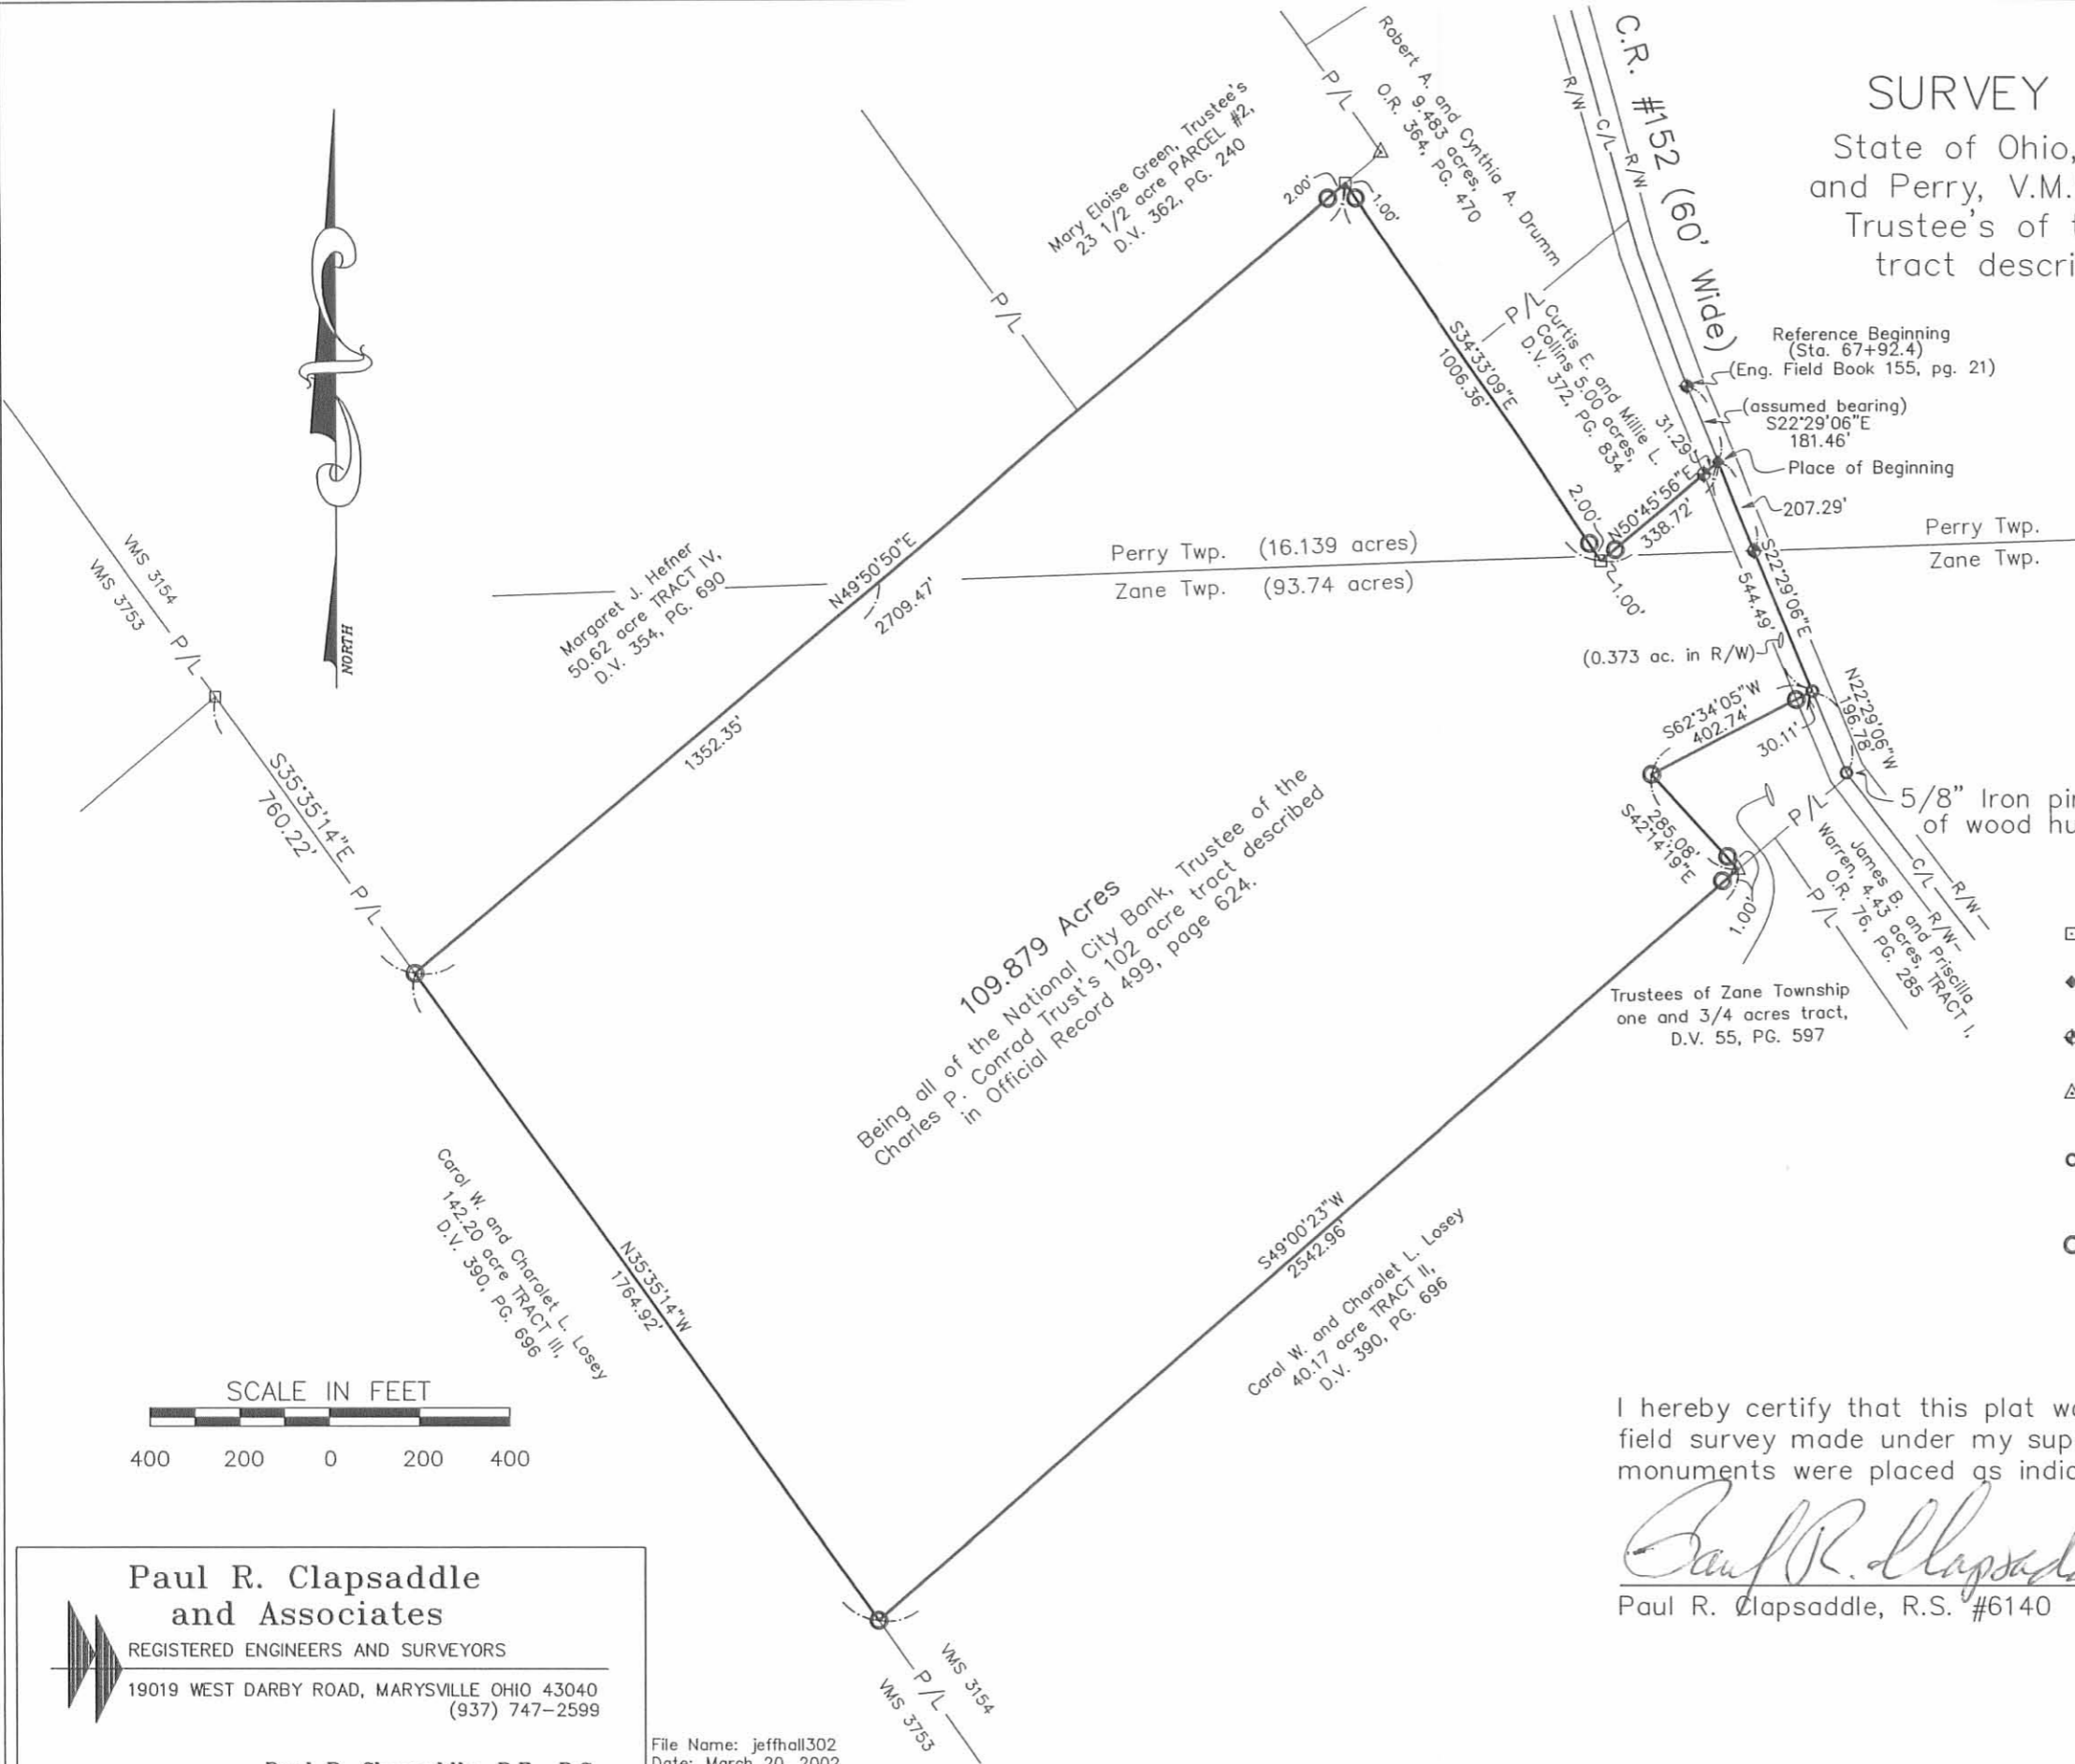 SURVEY
State of Ohio,
and Perry, V.M.
Trustee's of
tract descri
C.R. #152 (60' Wide)
R/W
C/L
R/W
Robert A. and Cynthia A. Drumm
9.483 acres,
O.R. 364, PG. 470
P/L
Mary Eloise Green, Trustee's
23 1/2 acre PARCEL #2,
D.V. 362, PG. 240
2.00'
1.00'
P/L
S34°33'09"E
1006.36'
P/L
Curtis E. and Millie L.
Collins 5.00 acres,
D.V. 372, PG. 834
Reference Beginning
(Sta. 67+92.4)
(Eng. Field Book 155, pg. 21)
(assumed bearing)
S22°29'06"E
181.46'
31.29'
Place of Beginning
207.29'
N50°45'56"E
338.72'
2.00'
1.00'
Perry Twp. (16.139 acres)
Zane Twp. (93.74 acres)
Perry Twp.
Zane Twp.
S22°29'06"E
544.49'
(0.373 ac. in R/W)
NORTH
VMS 3154
VMS 3753
P/L
Margaret J. Hefner
50.62 acre TRACT IV,
D.V. 354, PG. 690
N49°50'50"E
2709.47'
1352.35'
S35°35'14"E
760.22'
P/L
S62°34'05"W
402.74'
30.11'
N22°29'06"W
196.78'
5/8" Iron pi
of wood hu
S42°14'19"E
285.08'
1.00'
P/L
James B. and Priscilla
Warren, 4.43 acres, TRACT I,
O.R. 76, PG. 285
P/L
C/L
R/W
R/W
Trustees of Zane Township
one and 3/4 acres tract,
D.V. 55, PG. 597
109.879 Acres
Being all of the National City Bank, Trustee of the
Charles P. Conrad Trust's 102 acre tract described
in Official Record 499, page 624.
Carol W. and Charolet L. Losey
142.20 acre TRACT III,
D.V. 390, PG. 696
N35°35'14"W
1764.92'
S49°00'23"W
2542.96'
Carol W. and Charolet L. Losey
40.17 acre TRACT II,
D.V. 390, PG. 696
SCALE IN FEET
400 200 0 200 400
I hereby certify that this plat wa
field survey made under my sup
monuments were placed as indic
Paul R. Clapsad
Paul R. Clapsaddle, R.S. #6140
Paul R. Clapsaddle
and Associates
REGISTERED ENGINEERS AND SURVEYORS
19019 WEST DARBY ROAD, MARYSVILLE OHIO 43040
(937) 747-2599
P/L
VMS 3154
VMS 3753
File Name: jeffhall302
Date: March 20, 2002